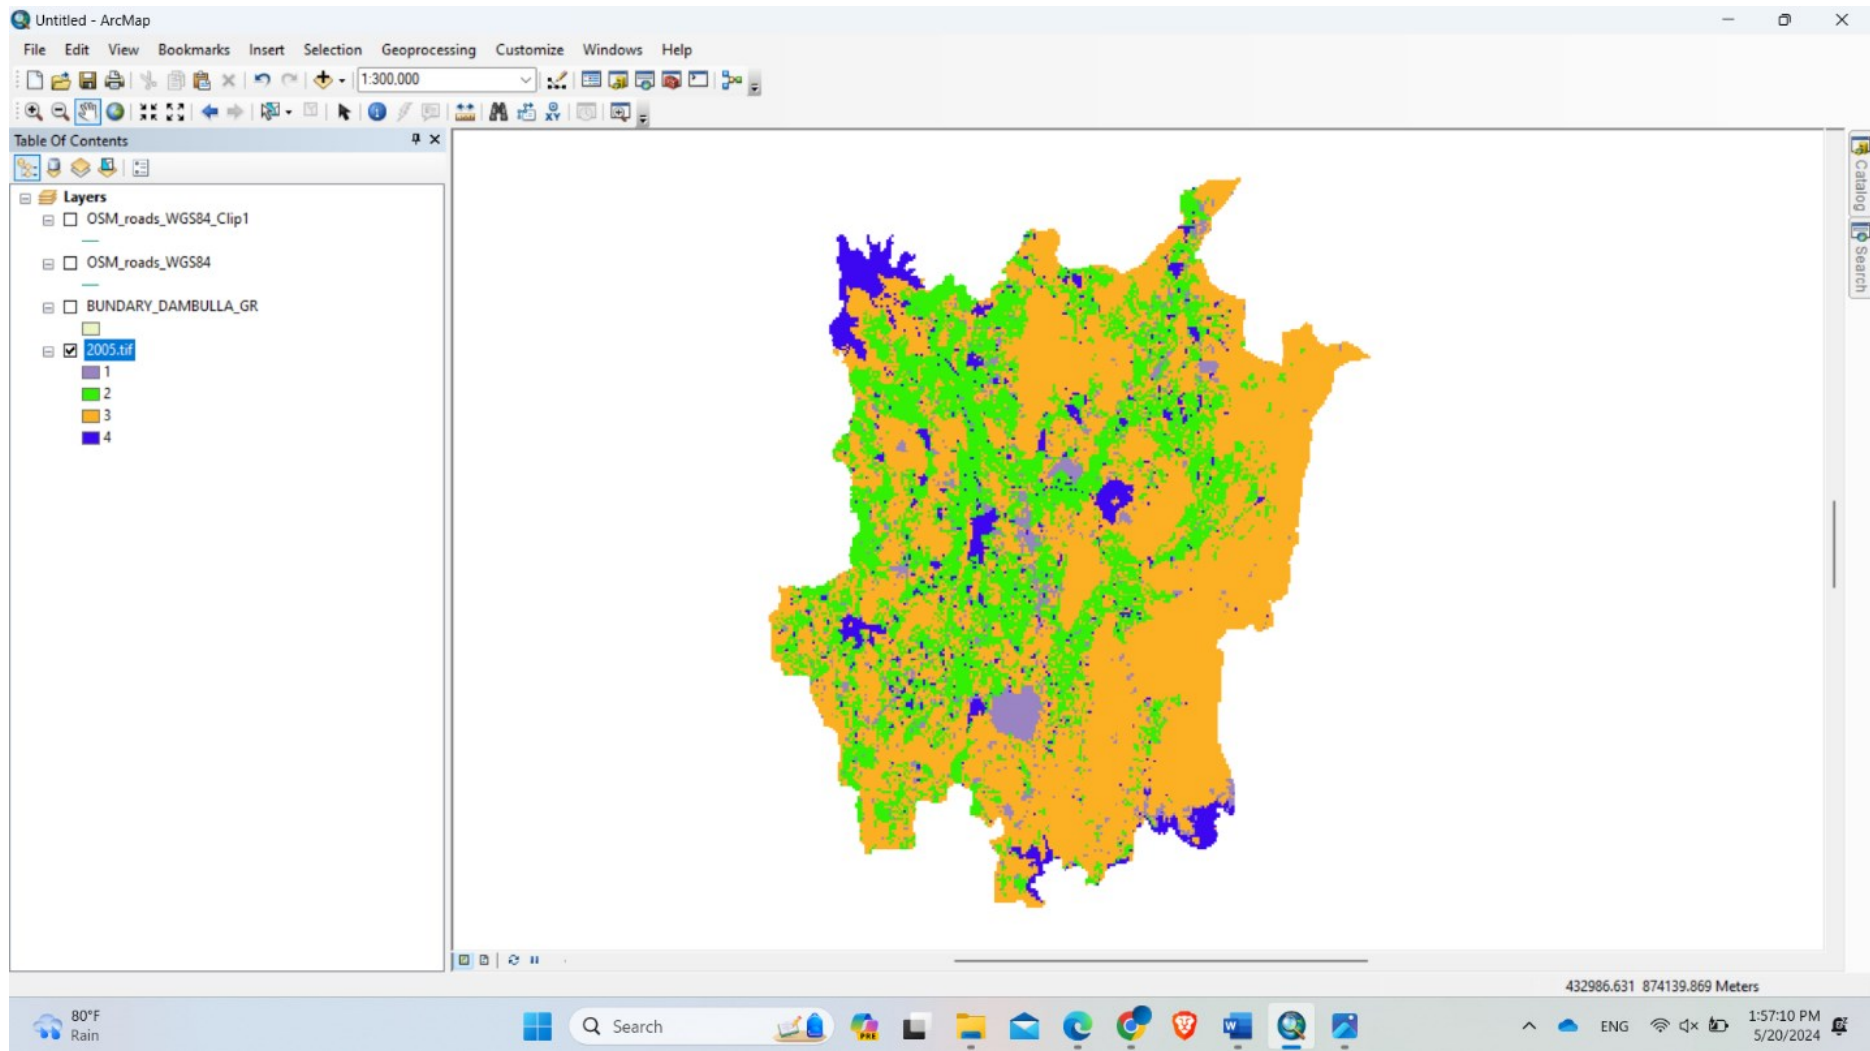 Untitled - ArcMap
File Edit View Bookmarks Insert Selection Geoprocessing Customize Windows Help
1:300.000
Table Of Contents
Layers
OSM_roads_WGS84_Clip1
OSM_roads_WGS84
BUNDARY_DAMBULLA_GR
2005.tif
1
2
3
4
Catalog
Search
432986.631 874139.869 Meters
80°F
Rain
Search
PRE
W
ENG
1:57:10 PM
5/20/2024